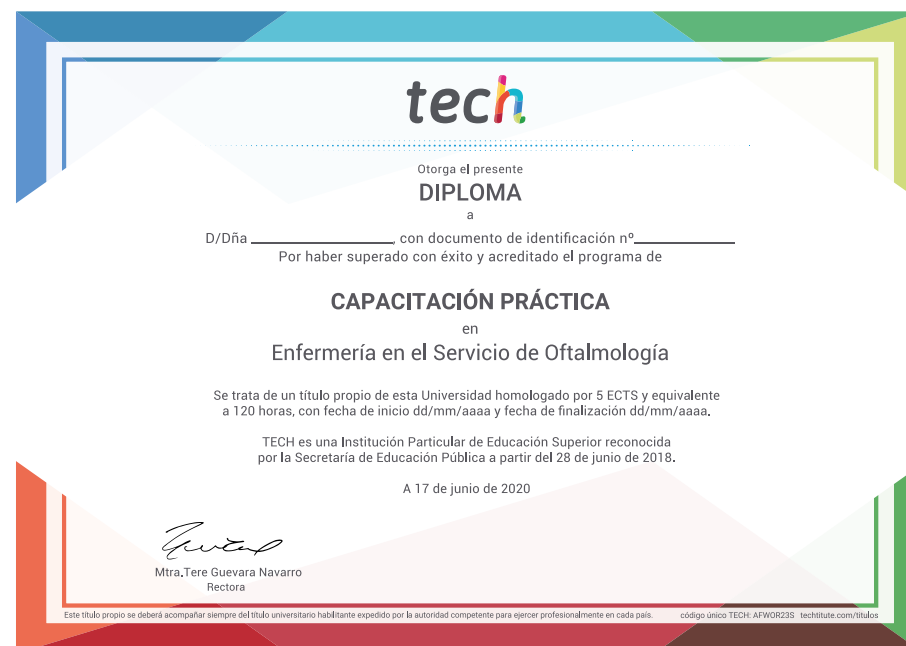 tech
Otorga el presente
DIPLOMA
a
D/Dña ____________________, con documento de identificación nº______________
Por haber superado con éxito y acreditado el programa de
CAPACITACIÓN PRÁCTICA
en
Enfermería en el Servicio de Oftalmología
Se trata de un título propio de esta Universidad homologado por 5 ECTS y equivalente
a 120 horas, con fecha de inicio dd/mm/aaaa y fecha de finalización dd/mm/aaaa.
TECH es una Institución Particular de Educación Superior reconocida
por la Secretaría de Educación Pública a partir del 28 de junio de 2018.
A 17 de junio de 2020
Mtra.Tere Guevara Navarro
Rectora
Este título propio se deberá acompañar siempre del título universitario habilitante expedido por la autoridad competente para ejercer profesionalmente en cada país. código único TECH: AFWOR23S techtitute.com/titulos